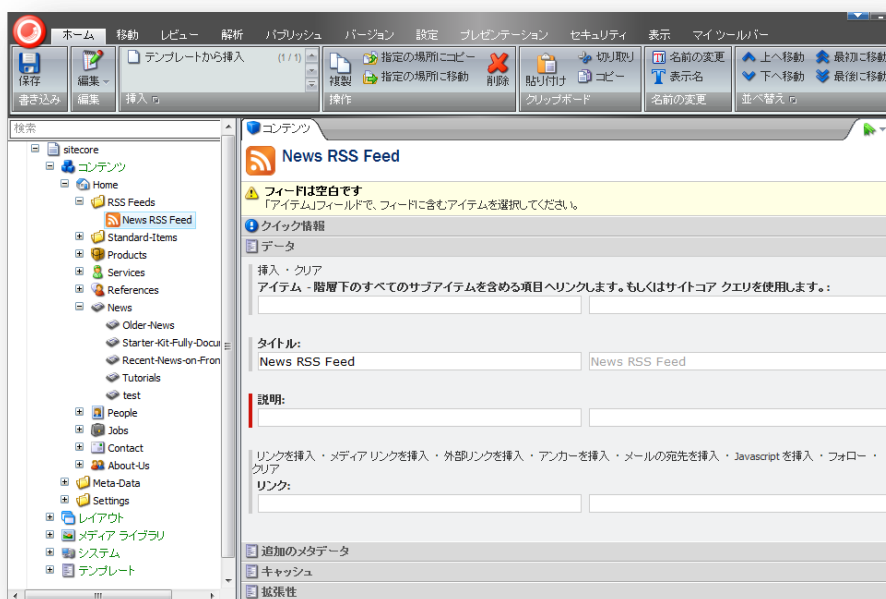 ホーム 移動 レビュー 解析 パブリッシュ バージョン 設定 プレゼンテーション セキュリティ 表示 マイ ツールバー
テンプレートから挿入 (1 / 1) 指定の場所にコピー 切り取り 名前の変更 上へ移動 最初に移動
保存 編集 複製 指定の場所に移動 削除 貼り付け コピー 表示名 下へ移動 最後に移動
書き込み 編集 挿入 操作 クリップボード 名前の変更 並べ替え
検索
sitecore
コンテンツ
Home
RSS Feeds
News RSS Feed
Standard-Items
Products
Services
References
News
Older-News
Starter-Kit-Fully-Docu
Recent-News-on-Fron
Tutorials
test
People
Jobs
Contact
About-Us
Meta-Data
Settings
レイアウト
メディア ライブラリ
システム
テンプレート
コンテンツ
News RSS Feed
フィードは空白です
「アイテム」フィールドで、フィードに含むアイテムを選択してください。
クイック情報
データ
挿入 ・ クリア
アイテム - 階層下のすべてのサブアイテムを含める項目へリンクします。もしくはサイトコア クエリを使用します。:
タイトル:
News RSS Feed News RSS Feed
説明:
リンクを挿入 ・ メディア リンクを挿入 ・ 外部リンクを挿入 ・ アンカーを挿入 ・ メールの宛先を挿入 ・ Javascript を挿入 ・ フォロー ・
クリア
リンク:
追加のメタデータ
キャッシュ
拡張性